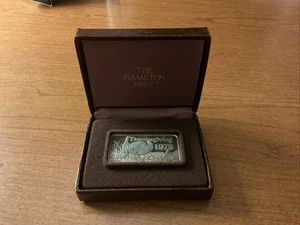 THE
HAMILTON
MINT
Thanksgiving
1975